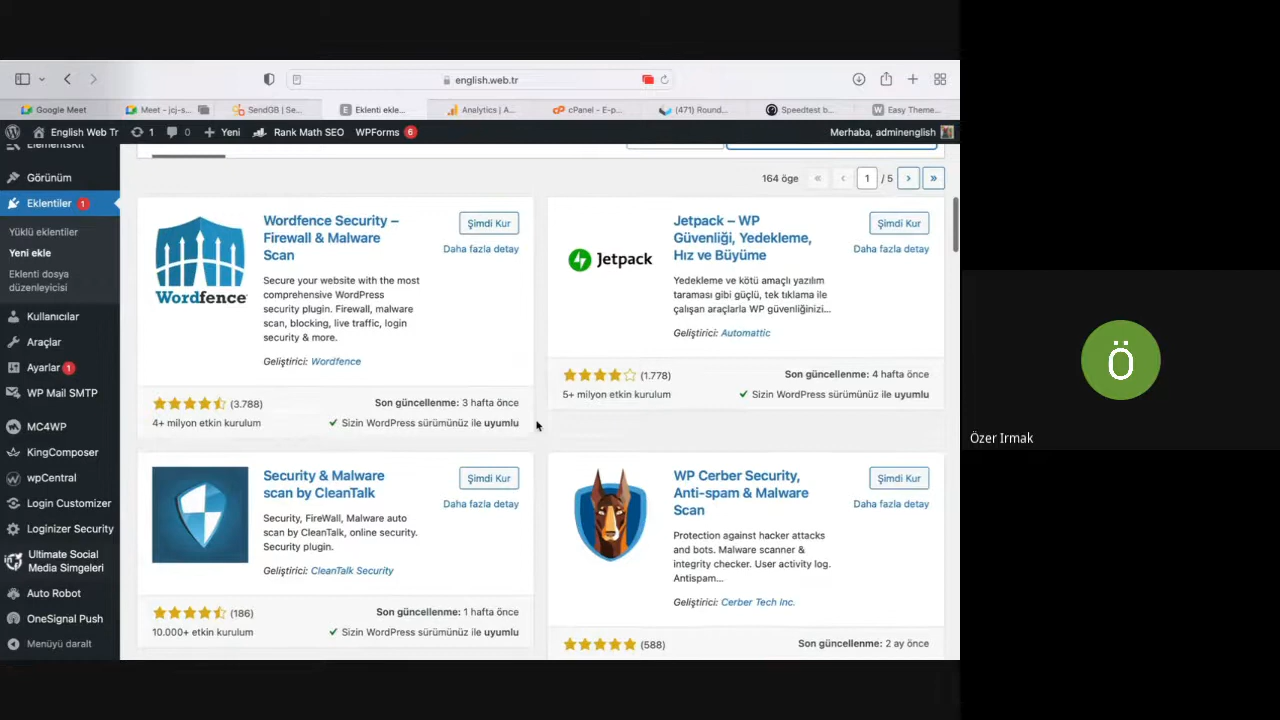 english.web.tr
Google Meet
Meet - jcj-s...
SendGB | Se...
Eklenti ekle...
Analytics | A...
cPanel - E-p...
(471) Round...
Speedtest b...
Easy Theme...
English Web Tr
1
0
Yeni
Rank Math SEO
WPForms 6
Merhaba, adminenglish
ElementsKit
Görünüm
Eklentiler 1
Yüklü eklentiler
Yeni ekle
Eklenti dosya
düzenleyicisi
Kullanıcılar
Araçlar
Ayarlar 1
WP Mail SMTP
MC4WP
KingComposer
wpCentral
Login Customizer
Loginizer Security
Ultimate Social
Media Simgeleri
Auto Robot
OneSignal Push
Menüyü daralt
164 öge « ‹ 1 / 5 › »
Wordfence
Wordfence Security –
Firewall & Malware
Scan
Şimdi Kur
Daha fazla detay
Secure your website with the most
comprehensive WordPress
security plugin. Firewall, malware
scan, blocking, live traffic, login
security & more.
Geliştirici: Wordfence
(3.788)
Son güncellenme: 3 hafta önce
4+ milyon etkin kurulum
Sizin WordPress sürümünüz ile uyumlu
Jetpack
Jetpack – WP
Güvenliği, Yedekleme,
Hız ve Büyüme
Şimdi Kur
Daha fazla detay
Yedekleme ve kötü amaçlı yazılım
taraması gibi güçlü, tek tıklama ile
çalışan araçlarla WP güvenliğinizi...
Geliştirici: Automattic
(1.778)
Son güncellenme: 4 hafta önce
5+ milyon etkin kurulum
Sizin WordPress sürümünüz ile uyumlu
Security & Malware
scan by CleanTalk
Şimdi Kur
Daha fazla detay
Security, FireWall, Malware auto
scan by CleanTalk, online security.
Security plugin.
Geliştirici: CleanTalk Security
(186)
Son güncellenme: 1 hafta önce
10.000+ etkin kurulum
Sizin WordPress sürümünüz ile uyumlu
WP Cerber Security,
Anti-spam & Malware
Scan
Şimdi Kur
Daha fazla detay
Protection against hacker attacks
and bots. Malware scanner &
integrity checker. User activity log.
Antispam...
Geliştirici: Cerber Tech Inc.
(588)
Son güncellenme: 2 ay önce
Ö
Özer Irmak